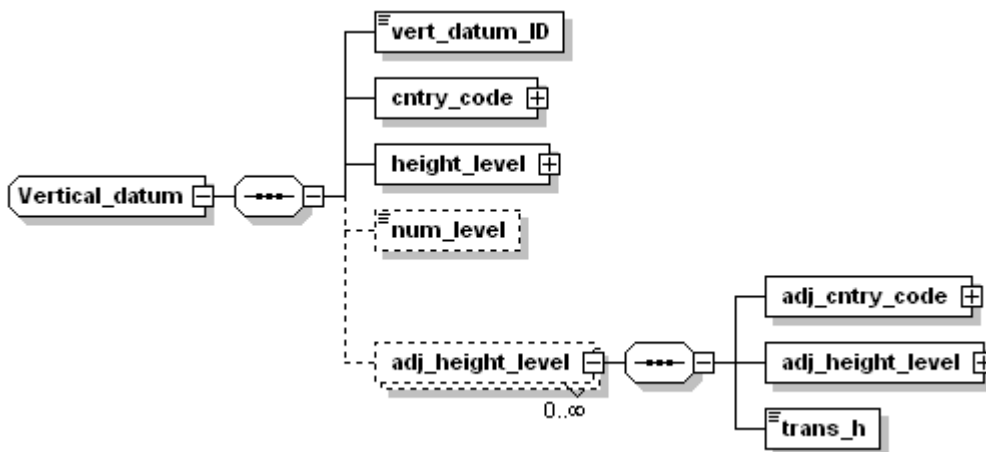 vert_datum_ID
cntry_code
height_level
Vertical_datum
num_level
adj_height_level
0..∞
adj_cntry_code
adj_height_level
trans_h